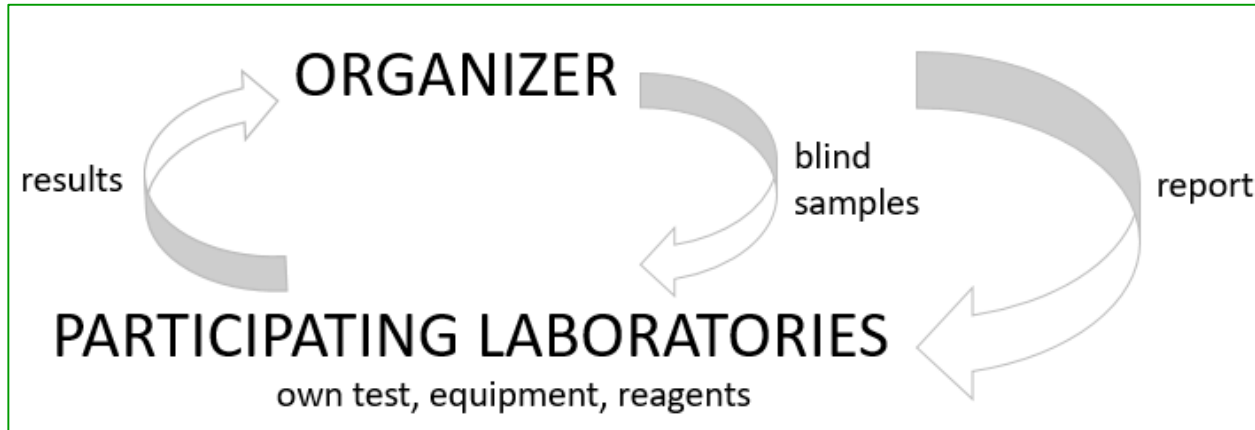 ORGANIZER
results
blind
samples
report
PARTICIPATING LABORATORIES
own test, equipment, reagents